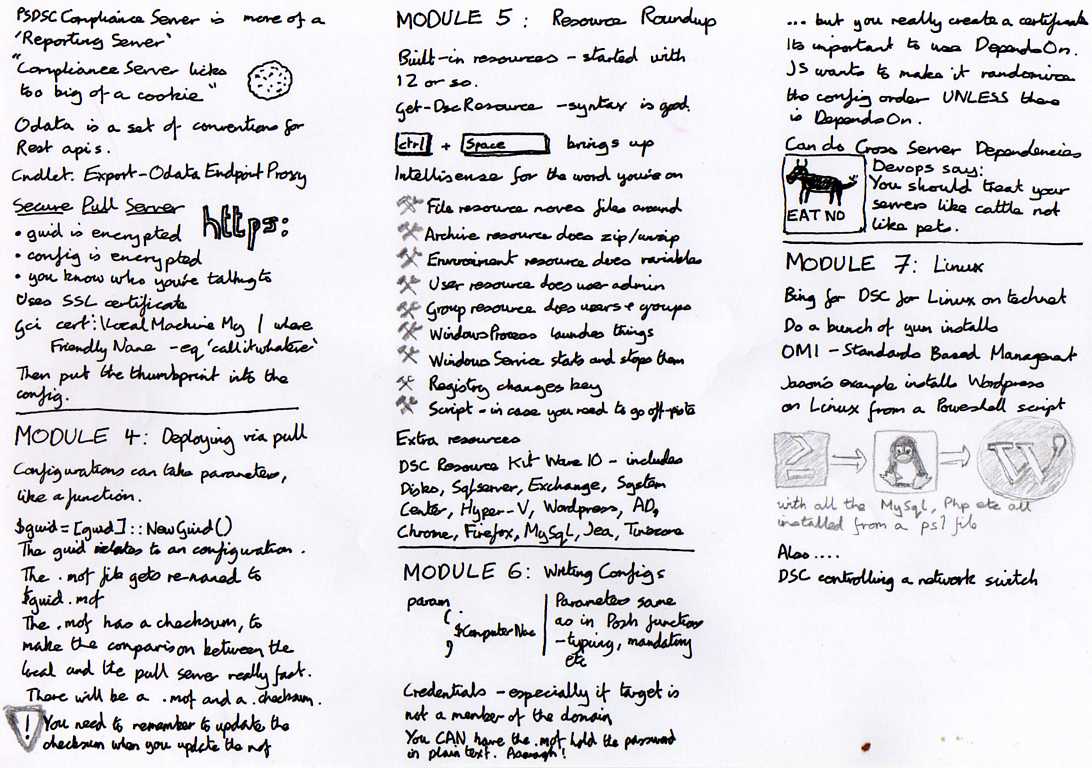 PSDSC Compliance Server is more of a
'Reporting Server'
"Compliance Server licks
too big of a cookie"
Odata is a set of conventions for
Rest apis.
Cmdlet: Export-OdataEndpointProxy
Secure Pull Server
https:
• guid is encrypted
• config is encrypted
• you know who you're talking to
Uses SSL certificate
gci cert:\LocalMachine My | where
Friendly Name -eq 'callitwhatever'
Then put the thumbprint into the
config.
MODULE 4: Deploying via pull
Configurations can take parameters,
like a function.
$guid=[guid]::NewGuid()
The guid relates to an configuration.
The .mof file gets re-named to
$guid.mof
The .mof has a checksum, to
make the comparison between the
local and the pull server really fast.
There will be a .mof and a .checksum.
! You need to remember to update the
checksum when you update the mof
MODULE 5: Resource Roundup
Built-in resources - started with
12 or so.
Get-DscResource -syntax is good.
ctrl + Space brings up
Intellisense for the word you're on
File resource moves files around
Archive resource does zip/unzip
Environment resource does variables
User resource does user admin
Group resource does users + groups
WindowsProcess launches things
Windows Service starts and stops them
Registry changes key
Script - in case you need to go off-piste
Extra resources
DSC Resource Kit Wave 10 - includes
Disks, Sqlserver, Exchange, System
Center, Hyper-V, Wordpress, AD,
Chrome, Firefox, MySql, Jea, Timezone
MODULE 6: Writing Configs
param
(
$ComputerName
)
Parameters same
as in Posh function
- typing, mandating
etc
Credentials - especially if target is
not a member of the domain
You CAN have the .mof hold the password
in plain text. Aaaaagh!
... but you really create a certificate
Its important to use DependsOn.
JS wants to make it randomize
the config order UNLESS there
is DependsOn.
Can do Cross Server Dependencies
EAT NO
Devops say:
You should treat your
servers like cattle not
like pets.
MODULE 7: Linux
Bing for DSC for Linux on technet
Do a bunch of yum installs
OMI - Standards Based Management
Jason's example installs Wordpress
on Linux from a Powershell script
W
with all the MySql, Php etc all
installed from a ps1 file
Also ....
DSC controlling a network switch